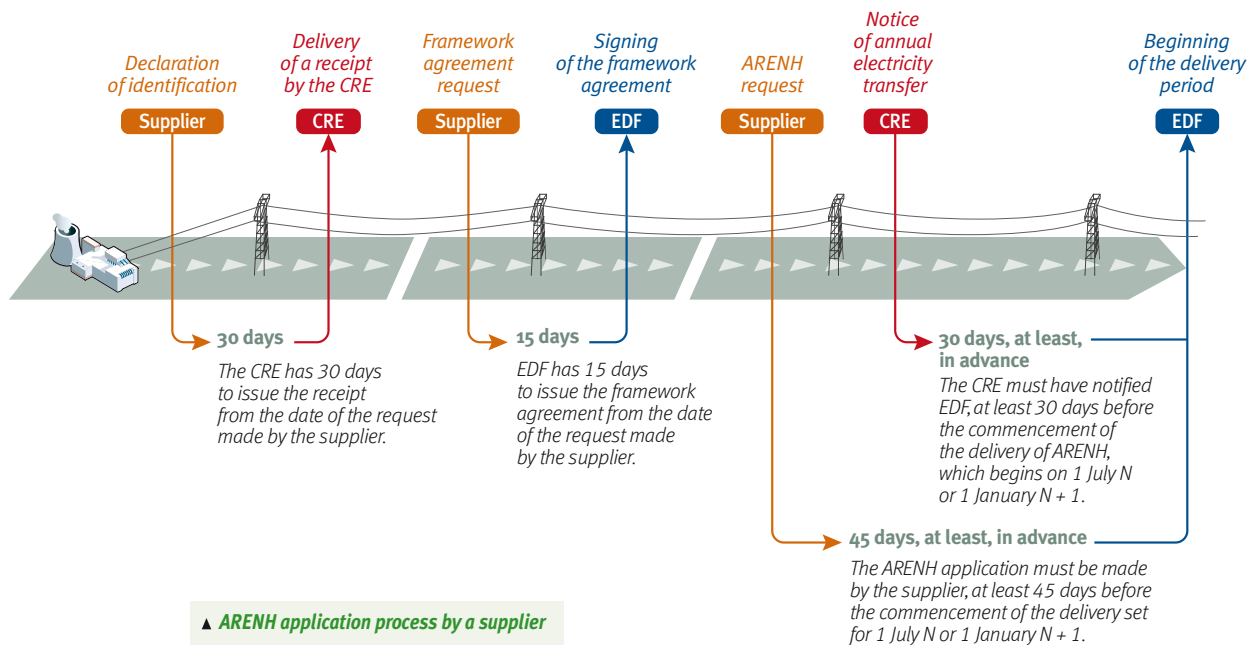 Declaration
of identification
Supplier
Delivery
of a receipt
by the CRE
CRE
Framework
agreement
request
Supplier
Signing
of the framework
agreement
EDF
ARENH
request
Supplier
Notice
of annual
electricity
transfer
CRE
Beginning
of the delivery
period
EDF
30 days
The CRE has 30 days
to issue the receipt
from the date of the request
made by the supplier.
15 days
EDF has 15 days
to issue the framework
agreement from the date
of the request made
by the supplier.
30 days, at least,
in advance
The CRE must have notified
EDF, at least 30 days before
the commencement of
the delivery of ARENH,
which begins on 1 July N
or 1 January N + 1.
45 days, at least, in advance
The ARENH application must be made
by the supplier, at least 45 days before
the commencement of the delivery set
for 1 July N or 1 January N + 1.
▲ ARENH application process by a supplier